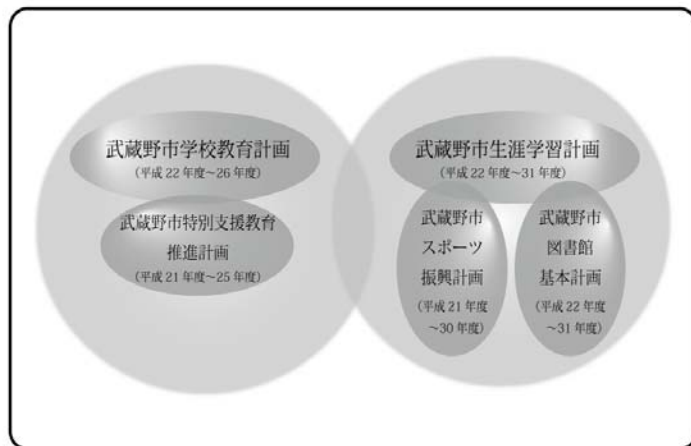 武蔵野市学校教育計画
(平成22年度～26年度)
武蔵野市特別支援教育
推進計画
(平成21年度～25年度)
武蔵野市生涯学習計画
(平成22年度～31年度)
武蔵野市
スポーツ
振興計画
(平成21年度
～30年度)
武蔵野市
図書館
基本計画
(平成22年度
～31年度)